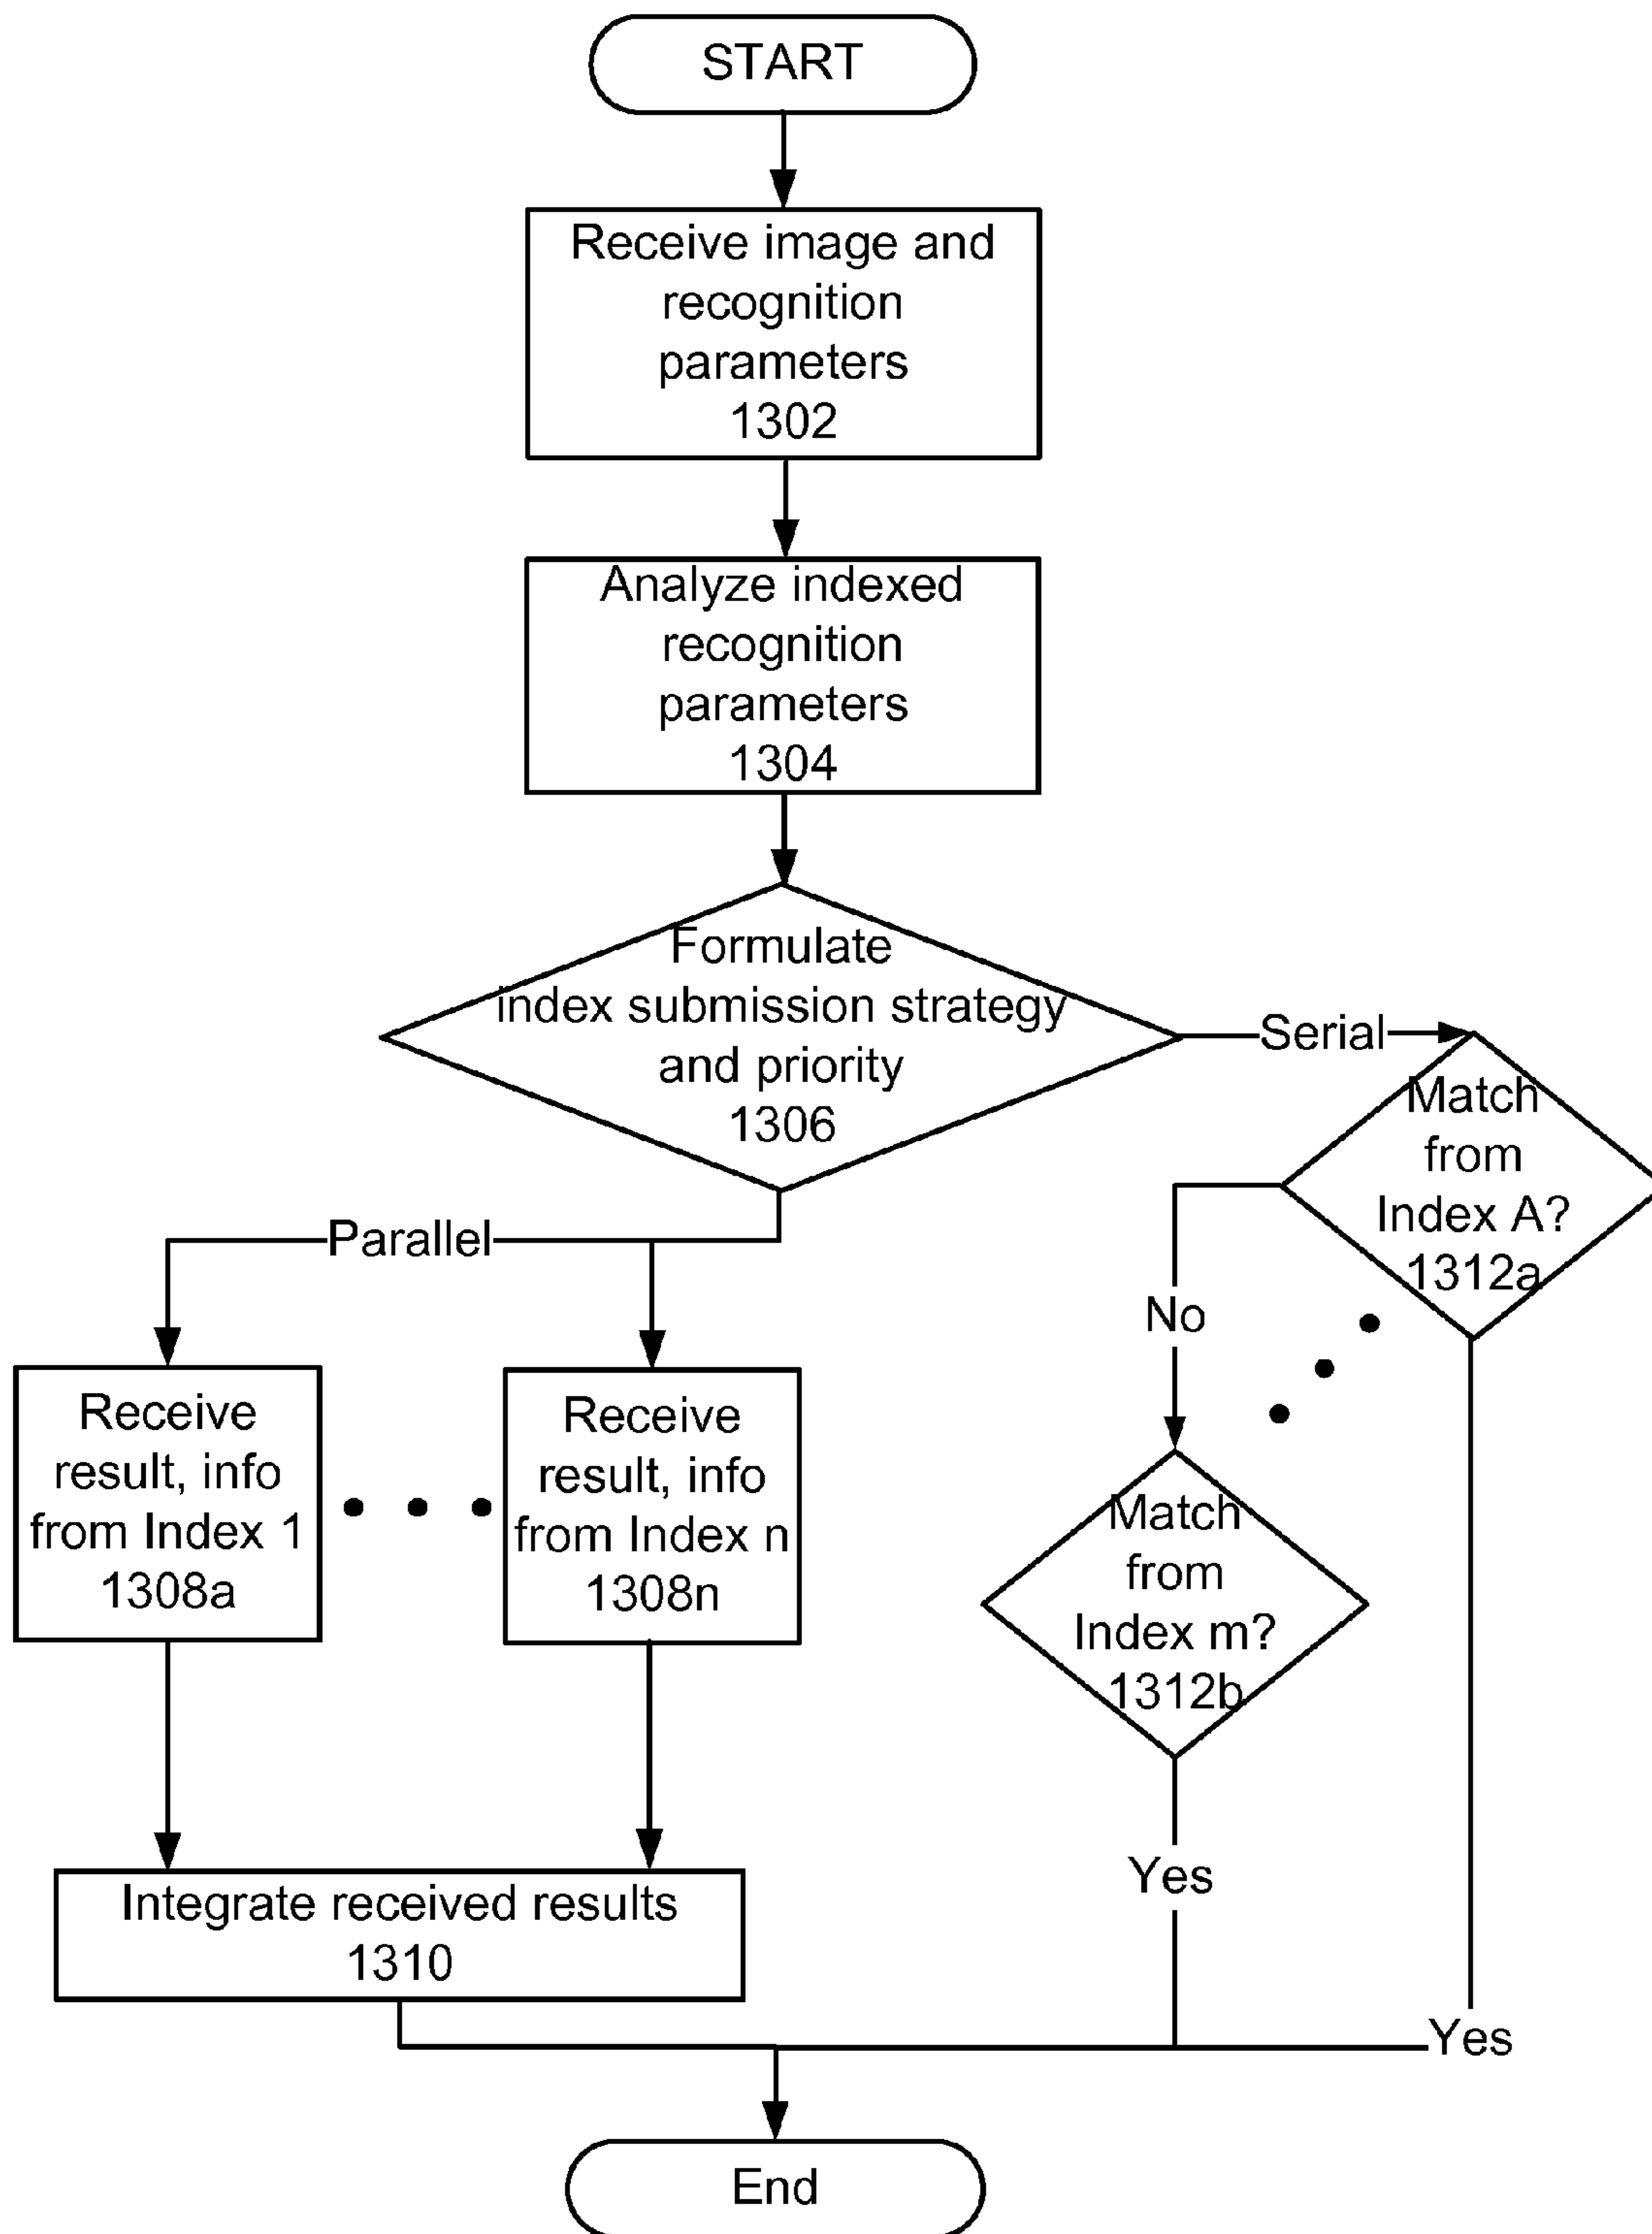 START
Receive image and
recognition
parameters
1302
Analyze indexed
recognition
parameters
1304
Formulate
index submission strategy
and priority
1306
Serial
Match
from
Index A?
1312a
Parallel
No
Receive
result, info
from Index 1
1308a
Receive
result, info
from Index n
1308n
Match
from
Index m?
1312b
Yes
Integrate received results
1310
Yes
End